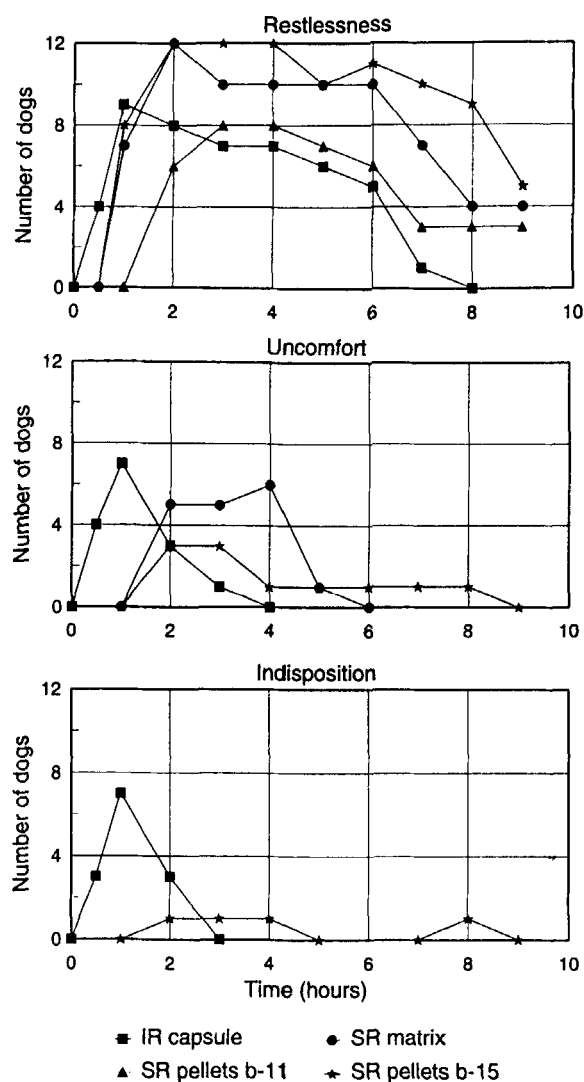 Restlessness
12
8
4
0
Number of dogs
0 2 4 6 8 10
Uncomfort
12
8
4
0
Number of dogs
0 2 4 6 8 10
Indisposition
12
8
4
0
Number of dogs
0 2 4 6 8 10
Time (hours)
IR capsule SR matrix
SR pellets b-11 SR pellets b-15